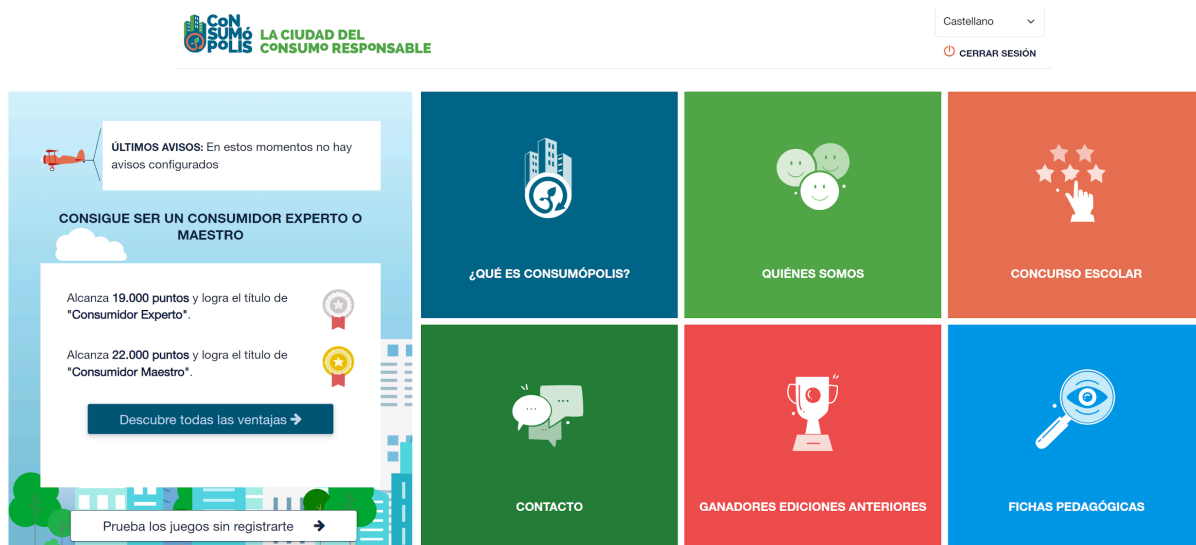 CONSUMÓPOLIS
LA CIUDAD DEL
CONSUMO RESPONSABLE
Castellano
CERRAR SESIÓN
ÚLTIMOS AVISOS: En estos momentos no hay
avisos configurados
CONSIGUE SER UN CONSUMIDOR EXPERTO O
MAESTRO
Alcanza 19.000 puntos y logra el título de
"Consumidor Experto".
Alcanza 22.000 puntos y logra el título de
"Consumidor Maestro".
Descubre todas las ventajas
Prueba los juegos sin registrarte
¿QUÉ ES CONSUMÓPOLIS?
QUIÉNES SOMOS
CONCURSO ESCOLAR
CONTACTO
GANADORES EDICIONES ANTERIORES
FICHAS PEDAGÓGICAS